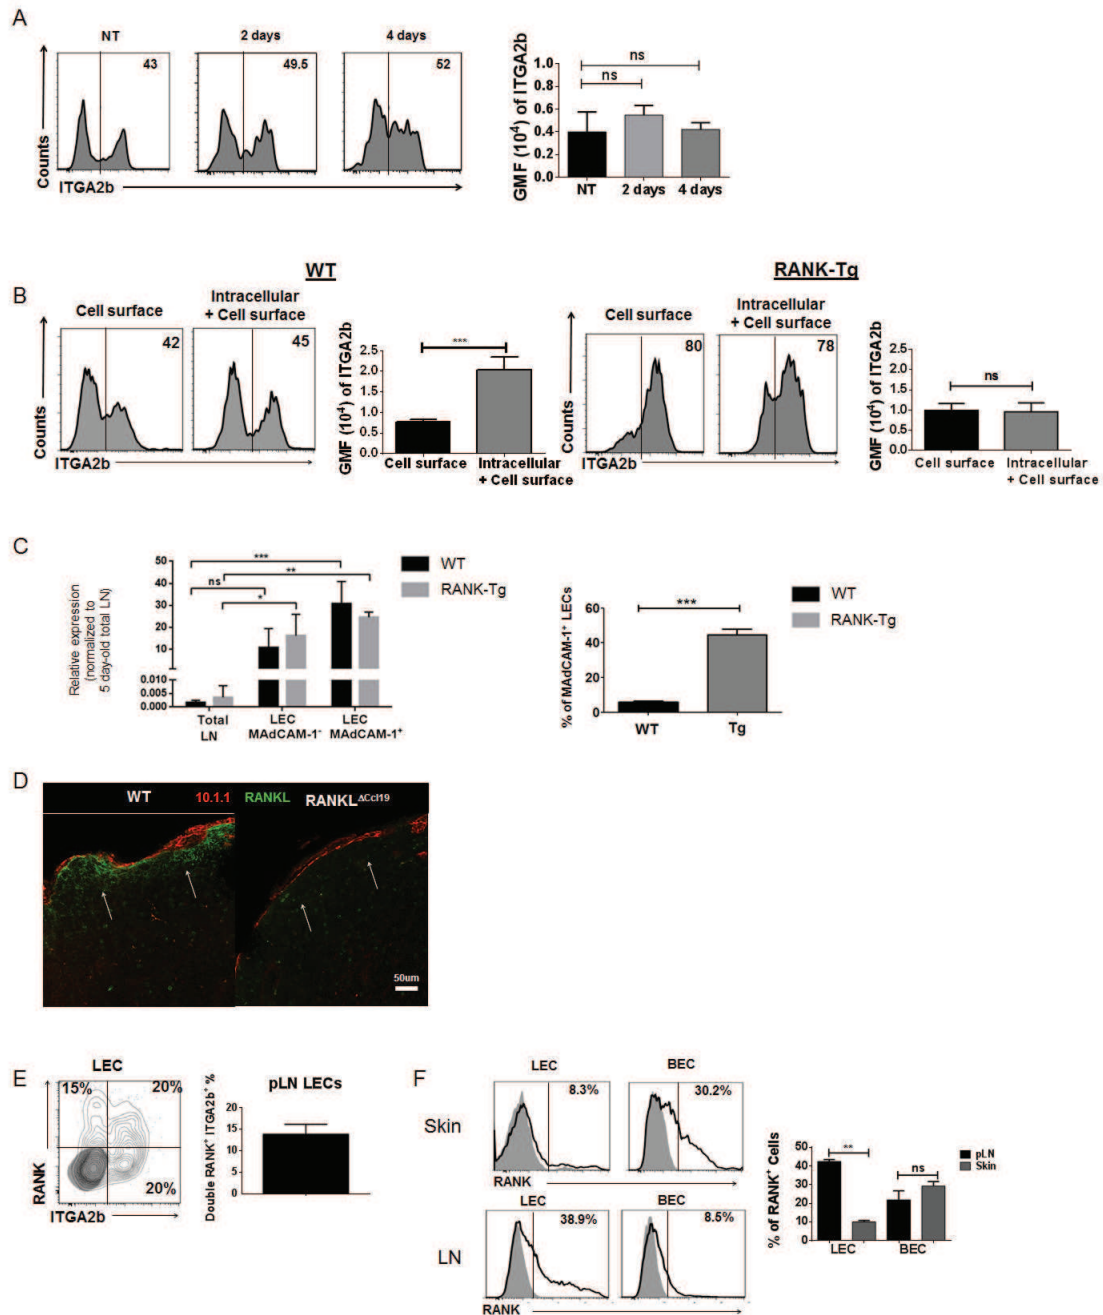 A
NT
2 days
4 days
43
49.5
52
Counts
ITGA2b
GMF (10⁴) of ITGA2b
1.0
0.8
0.6
0.4
0.2
0.0
ns
ns
NT 2 days 4 days
B
WT
RANK-Tg
Cell surface
Intracellular
+ Cell surface
42
45
Counts
ITGA2b
GMF (10⁴) of ITGA2b
2.5
2.0
1.5
1.0
0.5
0.0
***
Cell surface
Intracellular
+ Cell surface
Cell surface
Intracellular
+ Cell surface
80
78
Counts
ITGA2b
GMF (10⁴) of ITGA2b
2.5
2.0
1.5
1.0
0.5
0.0
ns
Cell surface
Intracellular
+ Cell surface
C
Relative expression
(normalized to
5 day-old total LN)
50
40
30
20
10
0.010
0.005
0.000
***
ns
**
*
WT
RANK-Tg
Total
LN
LEC
MAdCAM-1⁻
LEC
MAdCAM-1⁺
% of MAdCAM-1⁺ LECs
60
40
20
0
***
WT
Tg
WT
RANK-Tg
D
WT 10.1.1 RANKL RANKL^ΔCcl19
50um
E
LEC
15%
20%
20%
RANK
ITGA2b
Double RANK⁺ ITGA2b⁺ %
pLN LECs
20
15
10
5
0
F
LEC
BEC
Skin
8.3%
30.2%
RANK
LEC
BEC
LN
38.9%
8.5%
RANK
% of RANK⁺ Cells
50
40
30
20
10
0
**
ns
LEC
BEC
pLN
Skin